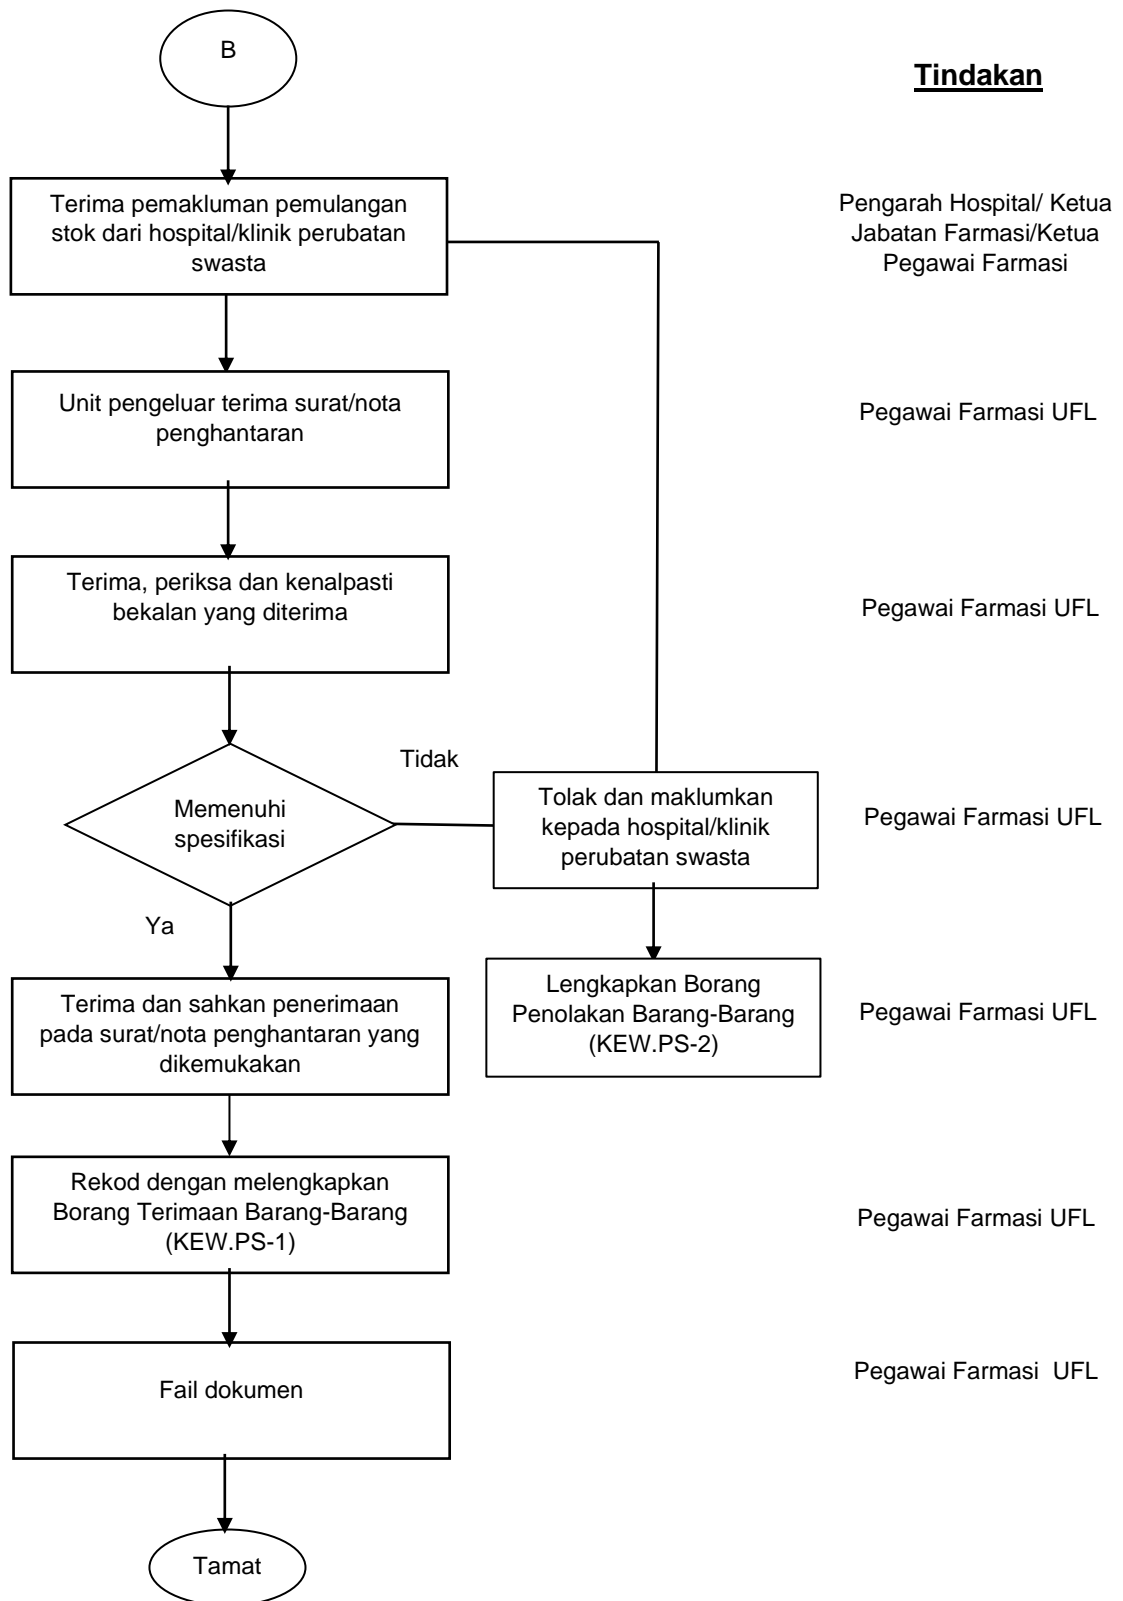 B
Tindakan
Terima pemakluman pemulangan
stok dari hospital/klinik perubatan
swasta
Pengarah Hospital/ Ketua
Jabatan Farmasi/Ketua
Pegawai Farmasi
Unit pengeluar terima surat/nota
penghantaran
Pegawai Farmasi UFL
Terima, periksa dan kenalpasti
bekalan yang diterima
Pegawai Farmasi UFL
Memenuhi
spesifikasi
Tidak
Tolak dan maklumkan
kepada hospital/klinik
perubatan swasta
Pegawai Farmasi UFL
Ya
Terima dan sahkan penerimaan
pada surat/nota penghantaran yang
dikemukakan
Lengkapkan Borang
Penolakan Barang-Barang
(KEW.PS-2)
Pegawai Farmasi UFL
Rekod dengan melengkapkan
Borang Terimaan Barang-Barang
(KEW.PS-1)
Pegawai Farmasi UFL
Fail dokumen
Pegawai Farmasi  UFL
Tamat